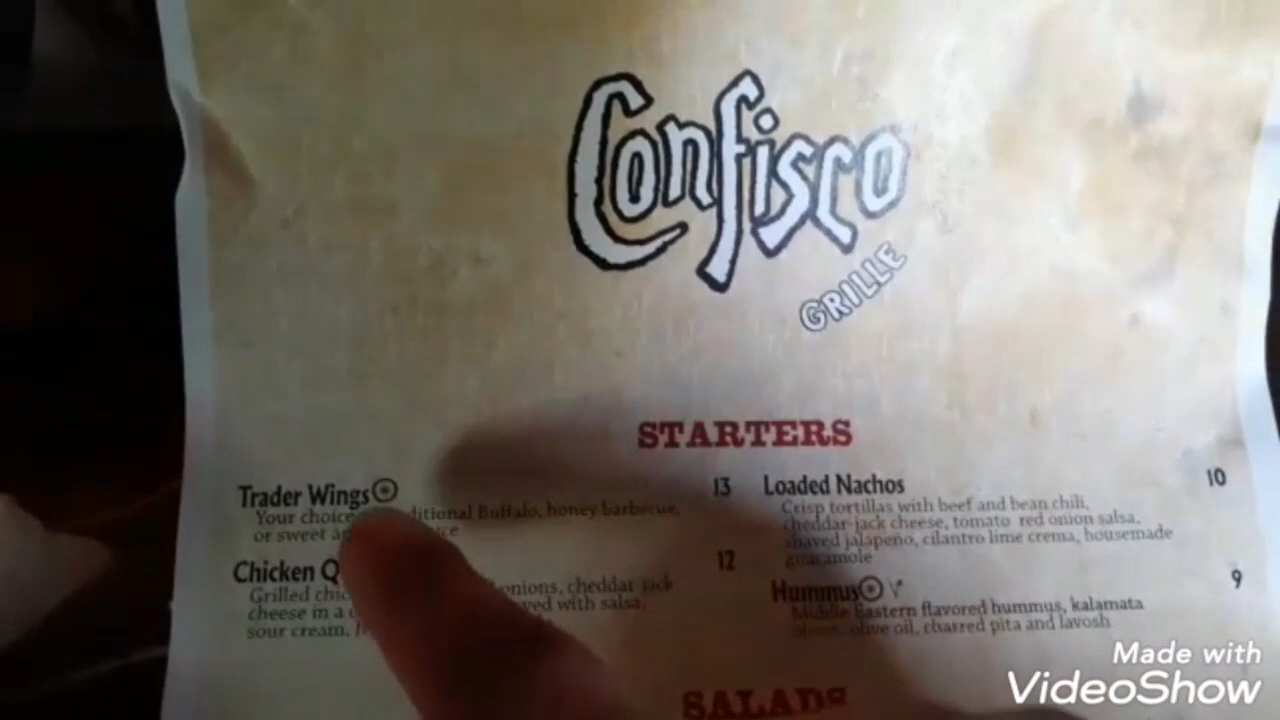 Confisco
GRILLE
STARTERS
Trader Wings 13
Your choice ditional Buffalo, honey barbecue,
or sweet
Chicken Q 12
Grilled onions, cheddar-jack
cheese in a with salsa,
sour cream,
Loaded Nachos 10
Crisp tortillas with beef and bean chili,
cheddar-jack cheese, tomato red onion salsa,
shaved jalapeño, cilantro lime crema, housemade
guacamole
Hummus 9
Middle Eastern flavored hummus, kalamata
olives, olive oil, charred pita and lavosh
SALADS
Made with
VideoShow